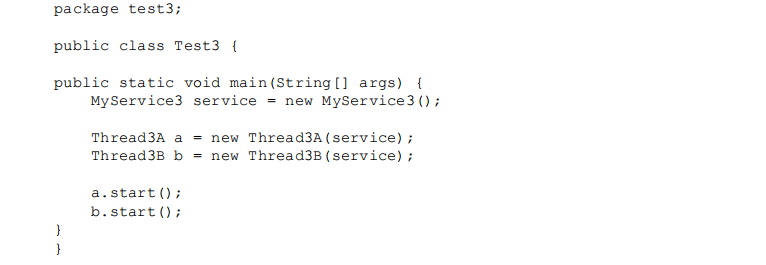 package test3;
public class Test3 {
public static void main(String[] args) {
MyService3 service = new MyService3();
Thread3A a = new Thread3A(service);
Thread3B b = new Thread3B(service);
a.start();
b.start();
}
}